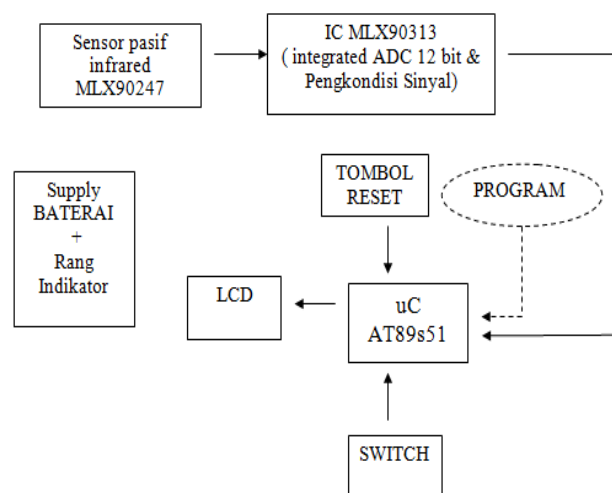 Sensor pasif
infrared
MLX90247
IC MLX90313
( integrated ADC 12 bit &
Pengkondisi Sinyal)
Supply
BATERAI
+
Rang
Indikator
TOMBOL
RESET
PROGRAM
LCD
uC
AT89s51
SWITCH